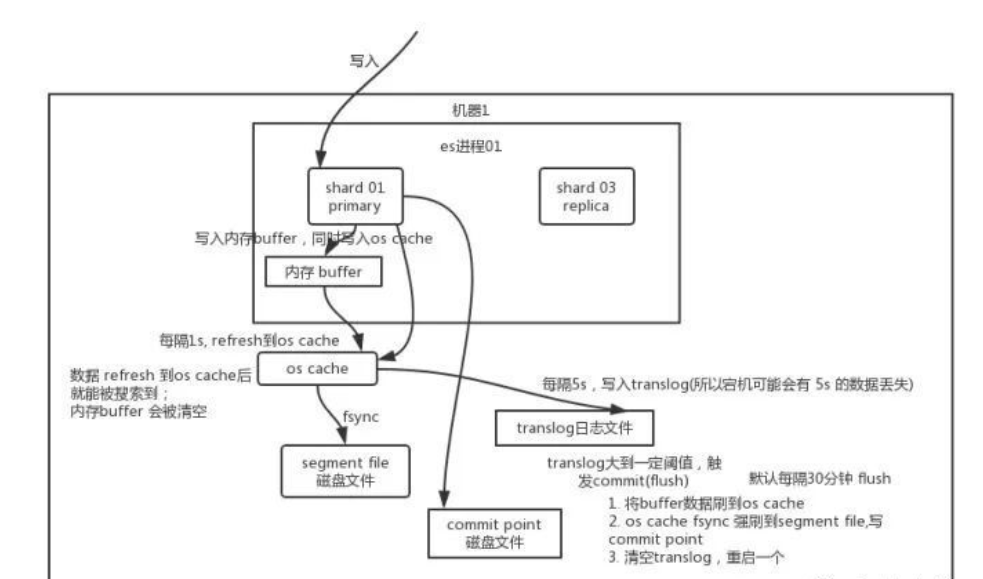 写入
机器1
es进程01
shard 01
primary
shard 03
replica
写入内存buffer，同时写入os cache
内存 buffer
每隔1s, refresh到os cache
os cache
数据 refresh 到os cache后
就能被搜索到；
内存buffer 会被清空
每隔5s，写入translog(所以宕机可能会有 5s 的数据丢失)
fsync
translog日志文件
segment file
磁盘文件
translog大到一定阈值，触
发commit(flush)
默认每隔30分钟 flush
1. 将buffer数据刷到os cache
2. os cache fsync 强刷到segment file,写
commit point
3. 清空translog，重启一个
commit point
磁盘文件